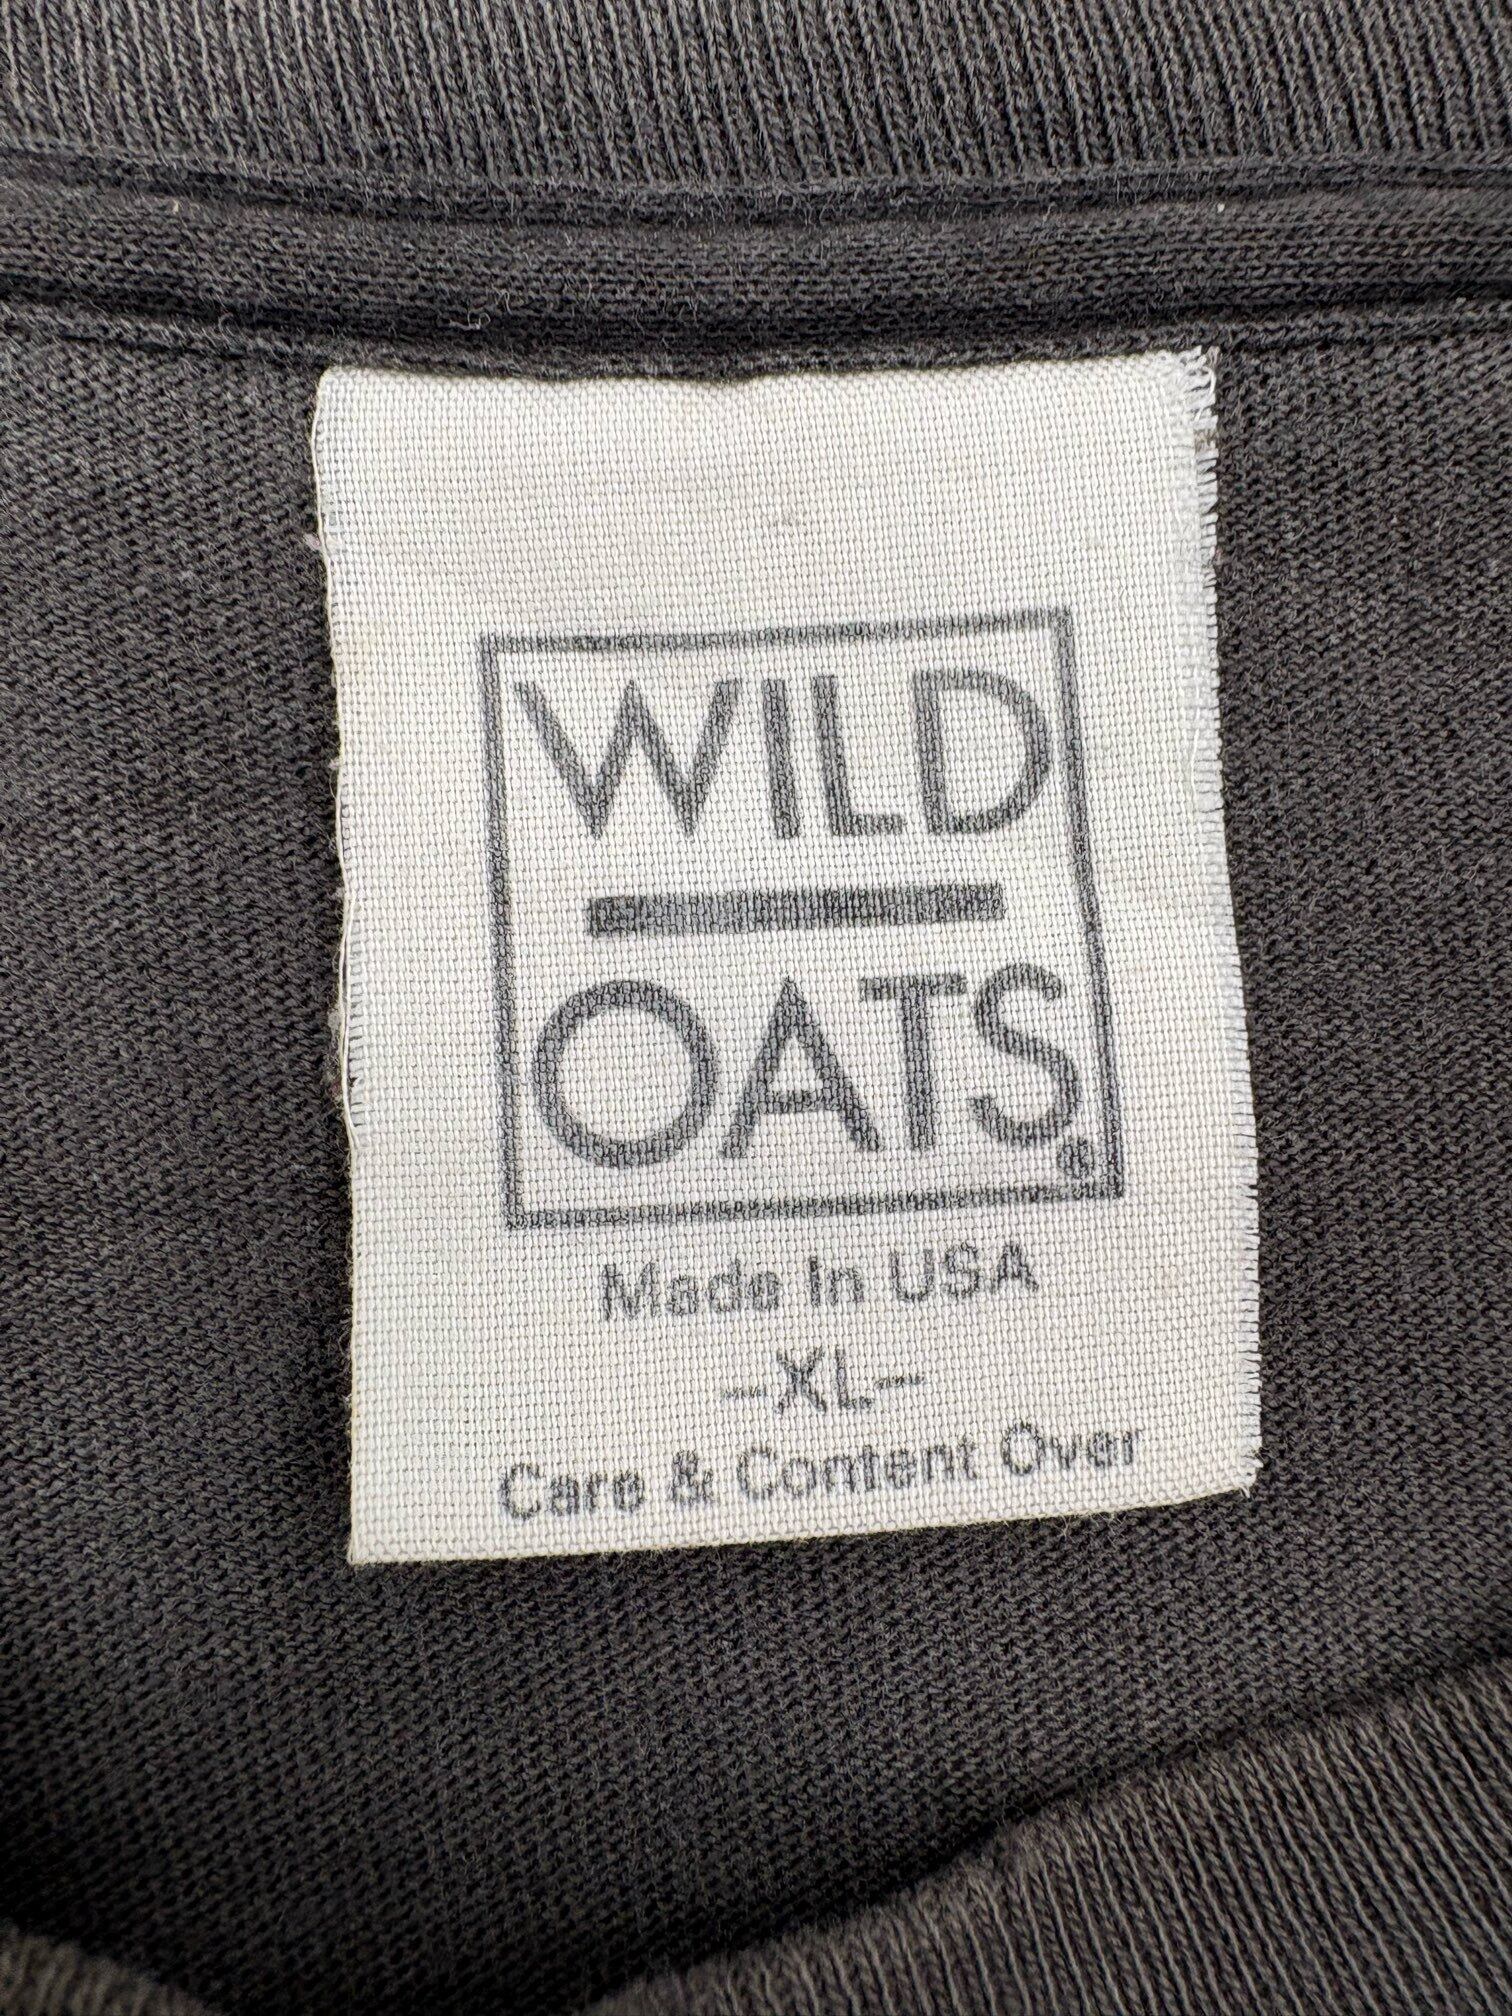 WILD
OATS®
Made In USA
-XL-
Care & Content Over